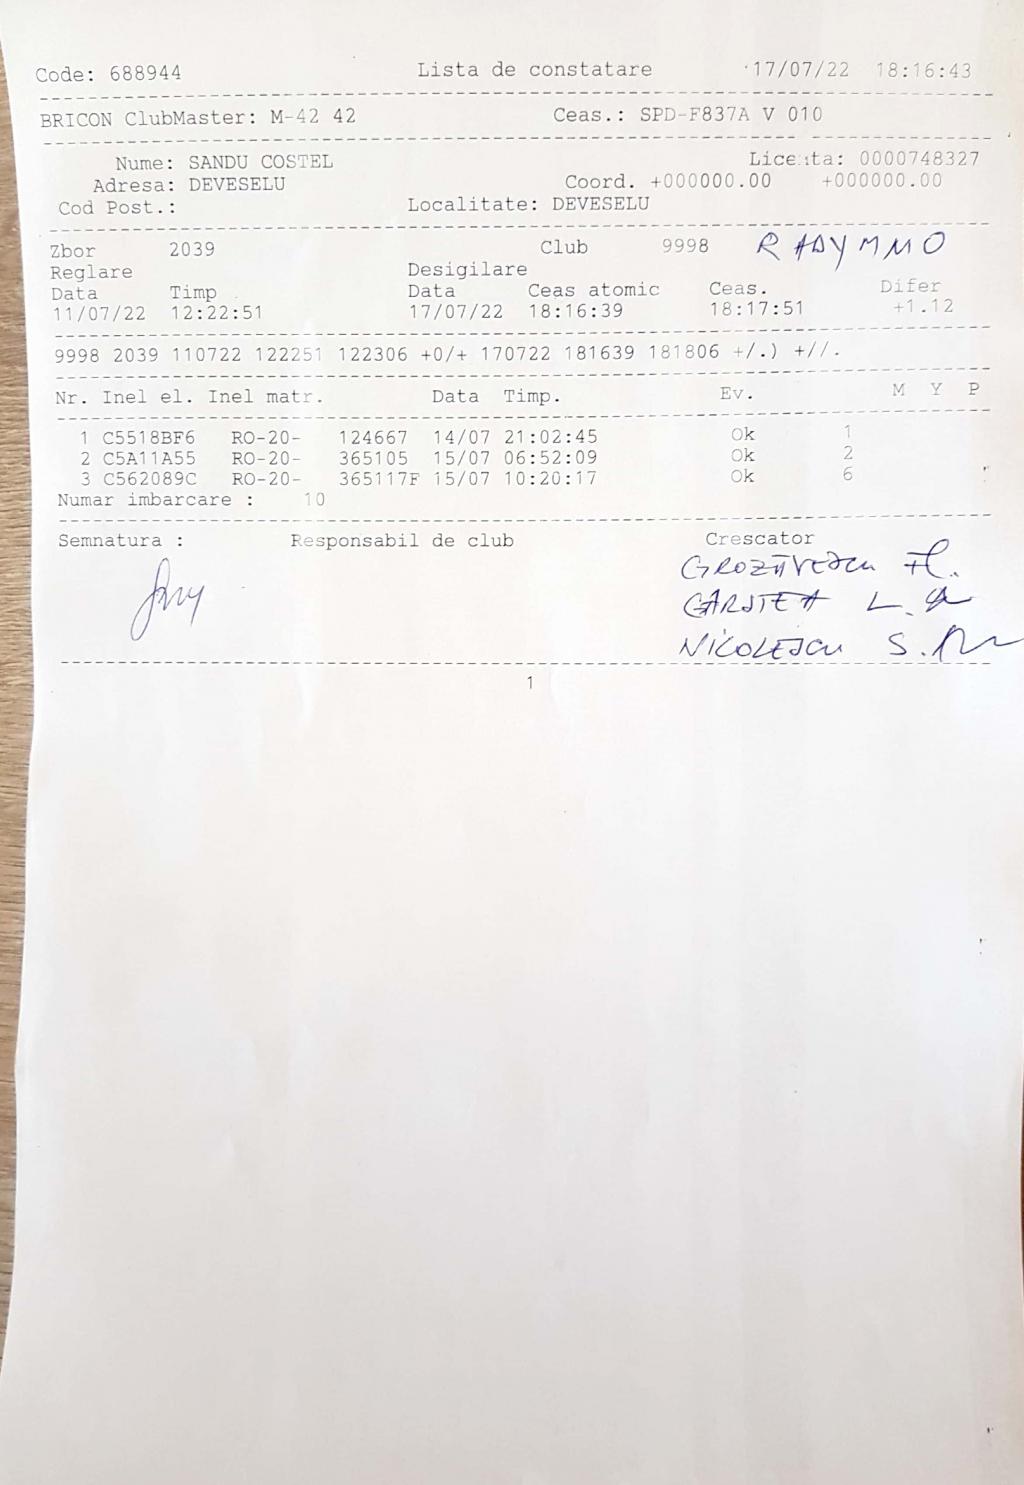 Code: 688944 Lista de constatare 17/07/22 18:16:43
BRICON ClubMaster: M-42 42 Ceas.: SPD-F837A V 010
Nume: SANDU COSTEL Licenta: 0000748327
Adresa: DEVESELU Coord. +000000.00 +000000.00
Cod Post.: Localitate: DEVESELU
Zbor 2039 Club 9998 RADYMMO
Reglare Desigilare
Data Timp Data Ceas atomic Ceas. Difer
11/07/22 12:22:51 17/07/22 18:16:39 18:17:51 +1.12
9998 2039 110722 122251 122306 +0/+ 170722 181639 181806 +/.) +//.
Nr. Inel el. Inel matr. Data Timp. Ev. M Y P
1 C5518BF6 RO-20- 124667 14/07 21:02:45 Ok 1
2 C5A11A55 RO-20- 365105 15/07 06:52:09 Ok 2
3 C562089C RO-20- 365117F 15/07 10:20:17 Ok 6
Numar imbarcare : 10
Semnatura : Responsabil de club Crescator
GROZĂVESCU Fl.
CÂRSTEA L.
NICOLESCU S.
1